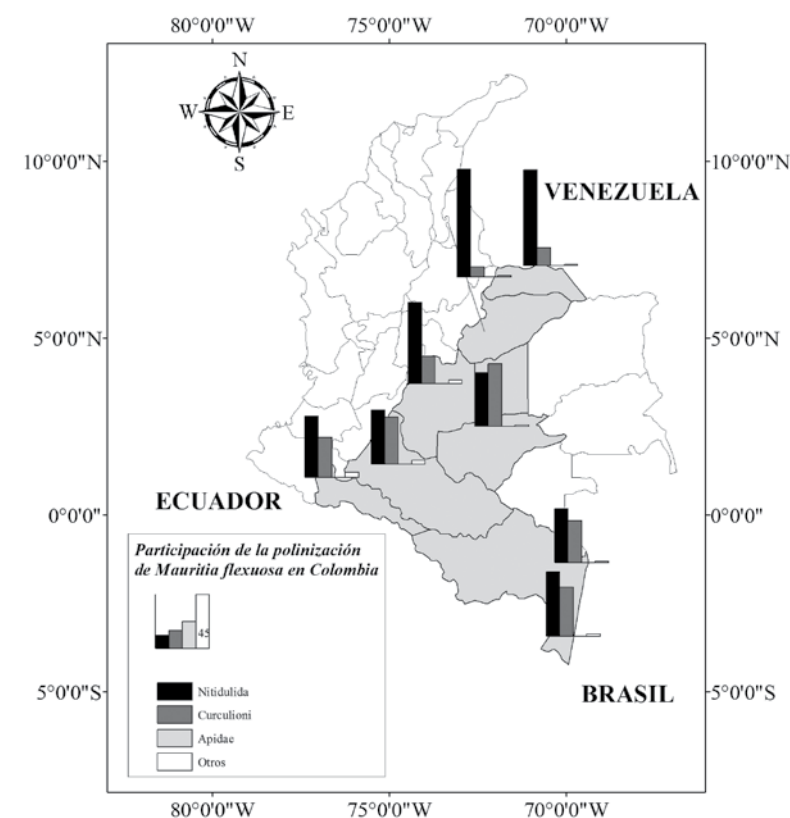 80°0'0"W 75°0'0"W 70°0'0"W
N
W E
S
10°0'0"N 10°0'0"N
VENEZUELA
5°0'0"N 5°0'0"N
ECUADOR
0°0'0" 0°0'0"
Participación de la polinización
de Mauritia flexuosa en Colombia
45
Nitidulida
Curculioni
Apidae
Otros
5°0'0"S 5°0'0"S
BRASIL
80°0'0"W 75°0'0"W 70°0'0"W